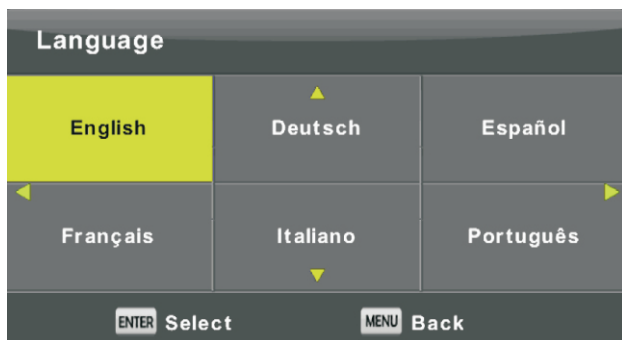 Language
English Deutsch Español
Français Italiano Português
ENTER Select MENU Back